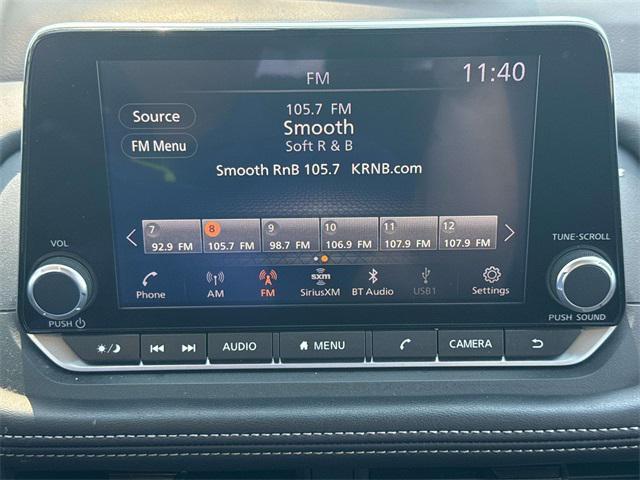 FM
11:40
Source
FM Menu
105.7 FM
Smooth
Soft R & B
Smooth RnB 105.7 KRNB.com
7
92.9 FM
8
105.7 FM
9
98.7 FM
10
106.9 FM
11
107.9 FM
12
107.9 FM
Phone
AM
FM
sxm
SiriusXM
BT Audio
USB1
Settings
VOL
PUSH
TUNE-SCROLL
PUSH SOUND
AUDIO
MENU
CAMERA